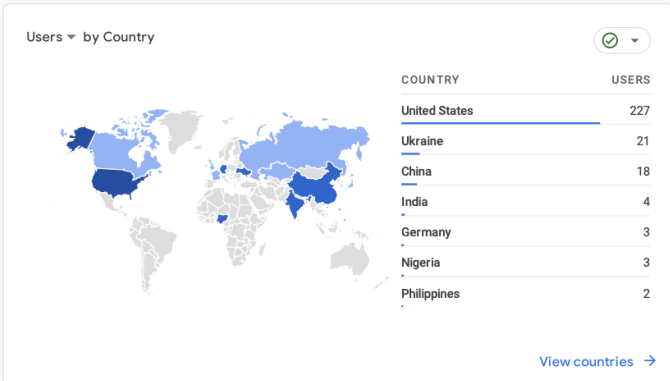 Users by Country
COUNTRY USERS
United States 227
Ukraine 21
China 18
India 4
Germany 3
Nigeria 3
Philippines 2
View countries →